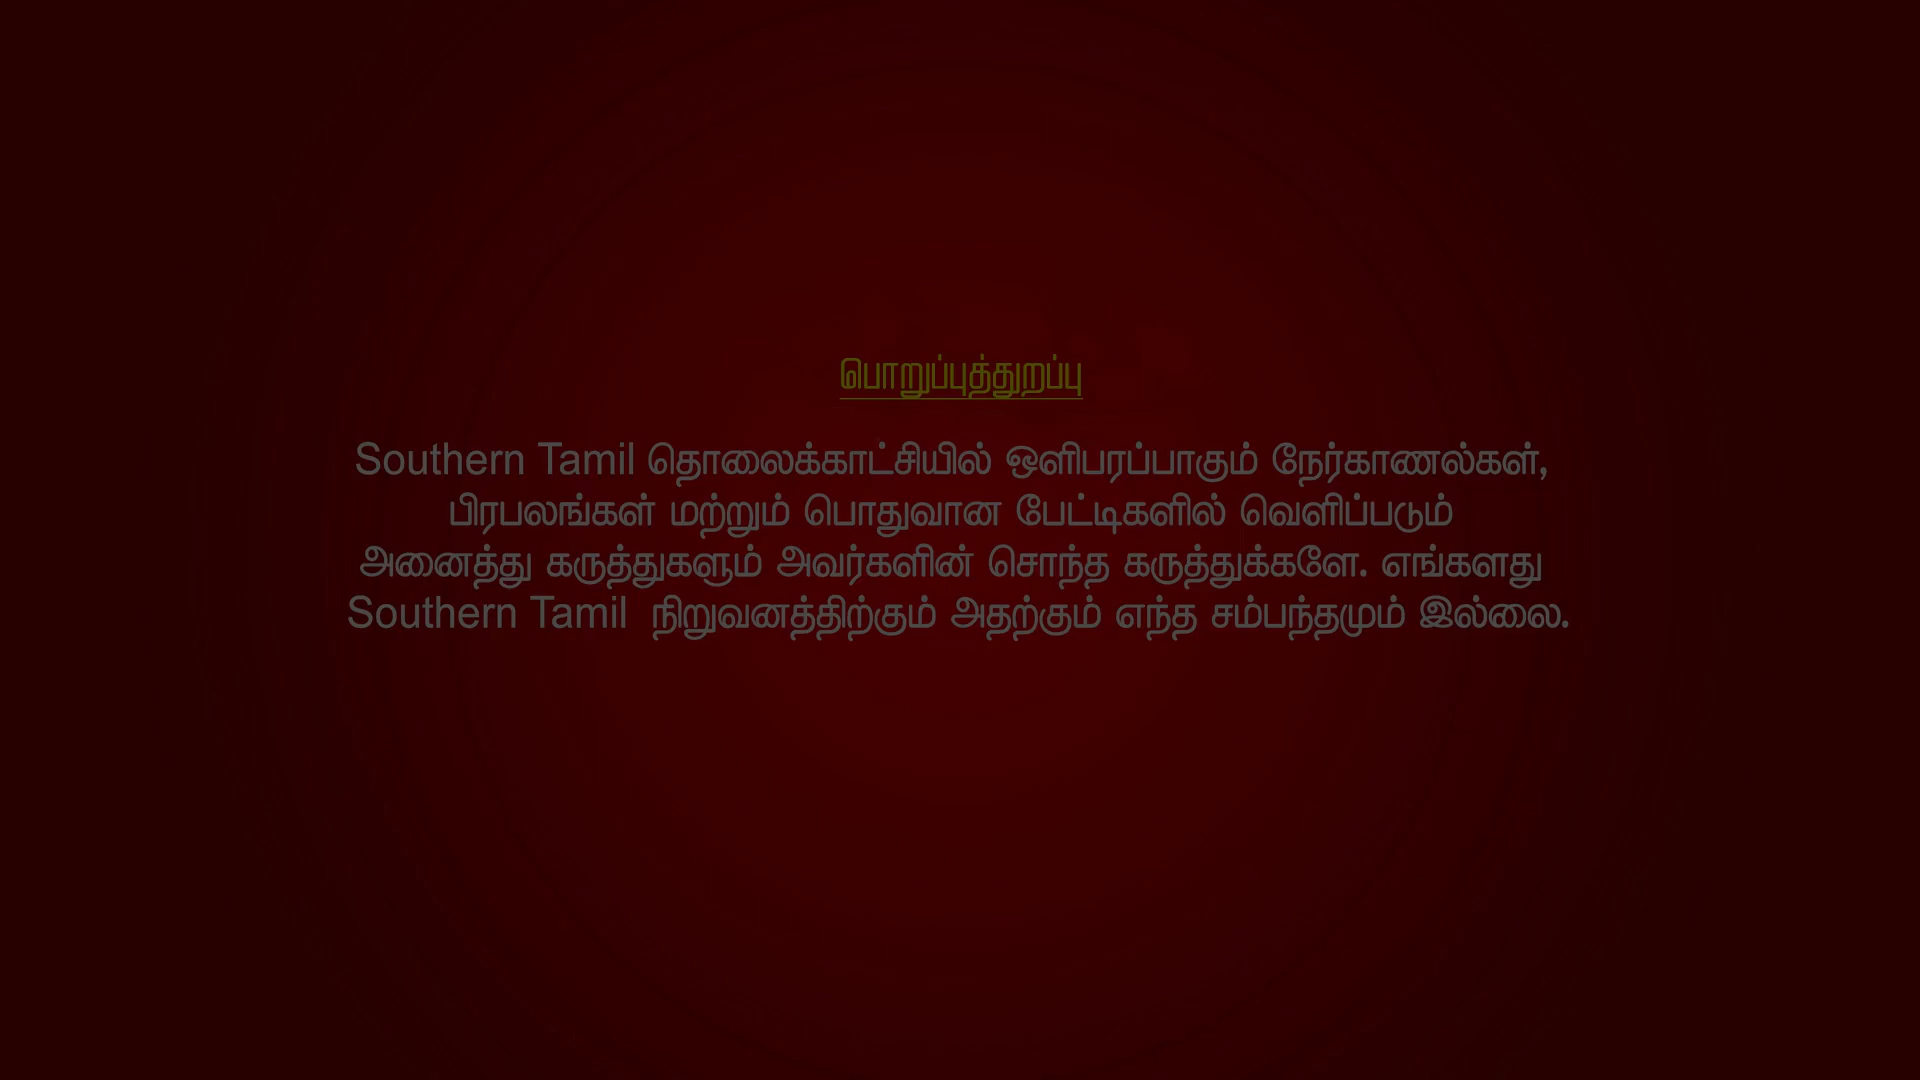 பொறுப்புத்துறப்பு
Southern Tamil தொலைக்காட்சியில் ஒளிபரப்பாகும் நேர்காணல்கள்,
பிரபலங்கள் மற்றும் பொதுவான பேட்டிகளில் வெளிப்படும்
அனைத்து கருத்துகளும் அவர்களின் சொந்த கருத்துக்களே. எங்களது
Southern Tamil நிறுவனத்திற்கும் அதற்கும் எந்த சம்பந்தமும் இல்லை.